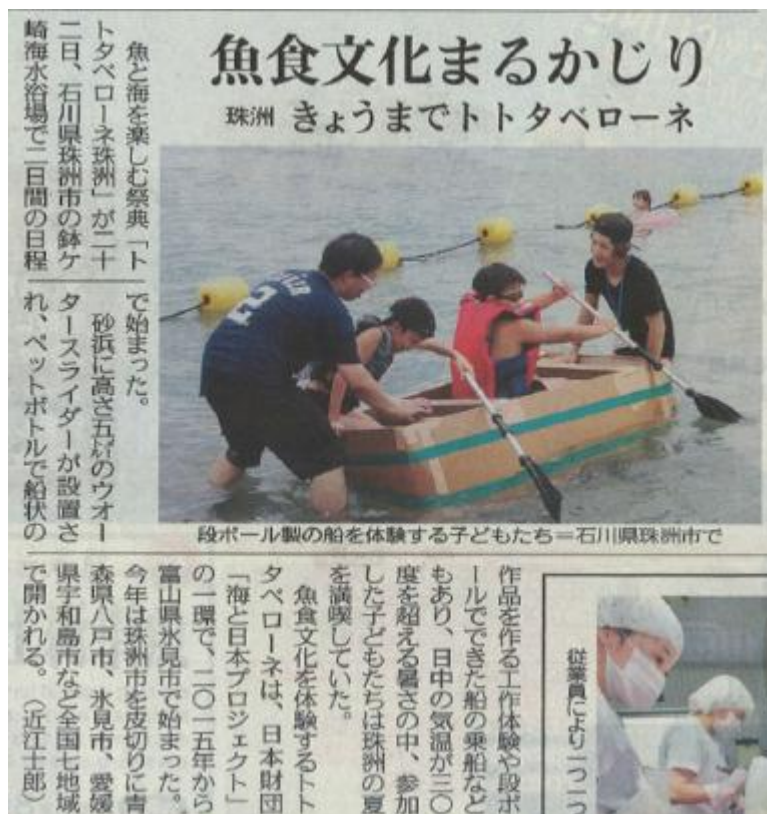 魚食文化まるかじり
珠洲 きょうまでトトタベローネ
魚と海を楽しむ祭典「ト
トタベローネ珠洲」が二十
二日、石川県珠洲市の鉢ケ
崎海水浴場で二日間の日程
で始まった。
砂浜に高さ五メートルのウオー
タースライダーが設置さ
れ、ペットボトルで船状の
段ボール製の船を体験する子どもたち=石川県珠洲市で
作品を作る工作体験や段ボ
ールでできた船の乗船など
もあり、日中の気温が三〇
度を超える暑さの中、参加
した子どもたちは珠洲の夏
を満喫していた。
魚食文化を体験するトト
タベローネは、日本財団
「海と日本プロジェクト」
の一環で、二〇一五年から
富山県氷見市で始まった。
今年は珠洲市を皮切りに青
森県八戸市、氷見市、愛媛
県宇和島市など全国七地域
で開かれる。 (近江士郎)
従業員により一つ一つ
2